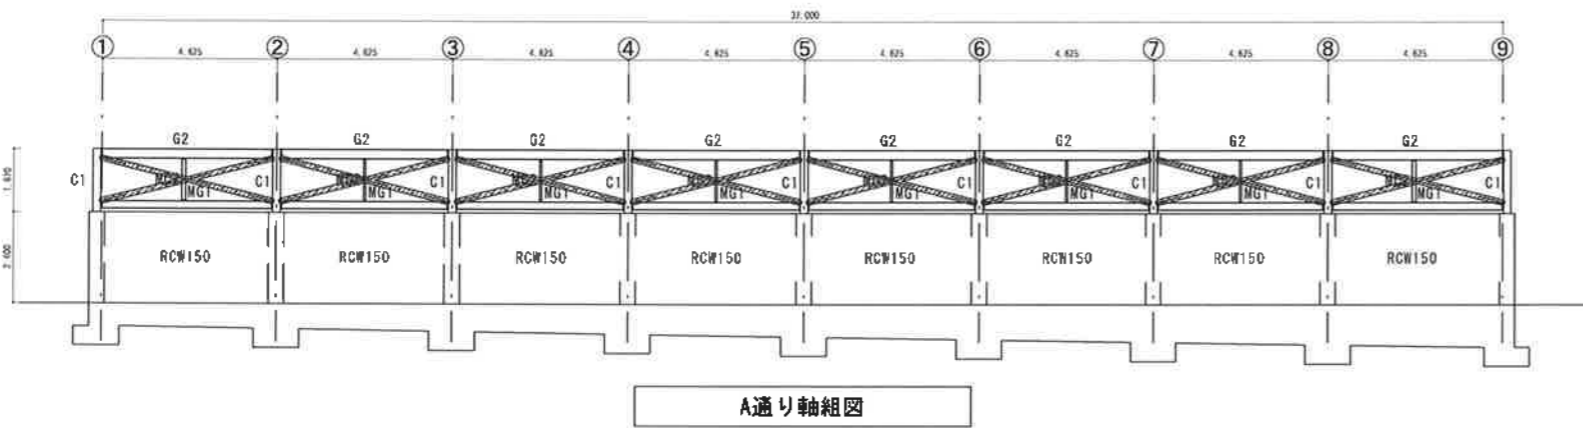 37.000
① ② ③ ④ ⑤ ⑥ ⑦ ⑧ ⑨
4.625 4.625 4.625 4.625 4.625 4.625 4.625 4.625
G2 G2 G2 G2 G2 G2 G2 G2
C1 C1 C1 C1 C1 C1 C1 C1 C1
MG1 MG1 MG1 MG1 MG1 MG1 MG1 MG1
RCW150 RCW150 RCW150 RCW150 RCW150 RCW150 RCW150 RCW150
A通り軸組図